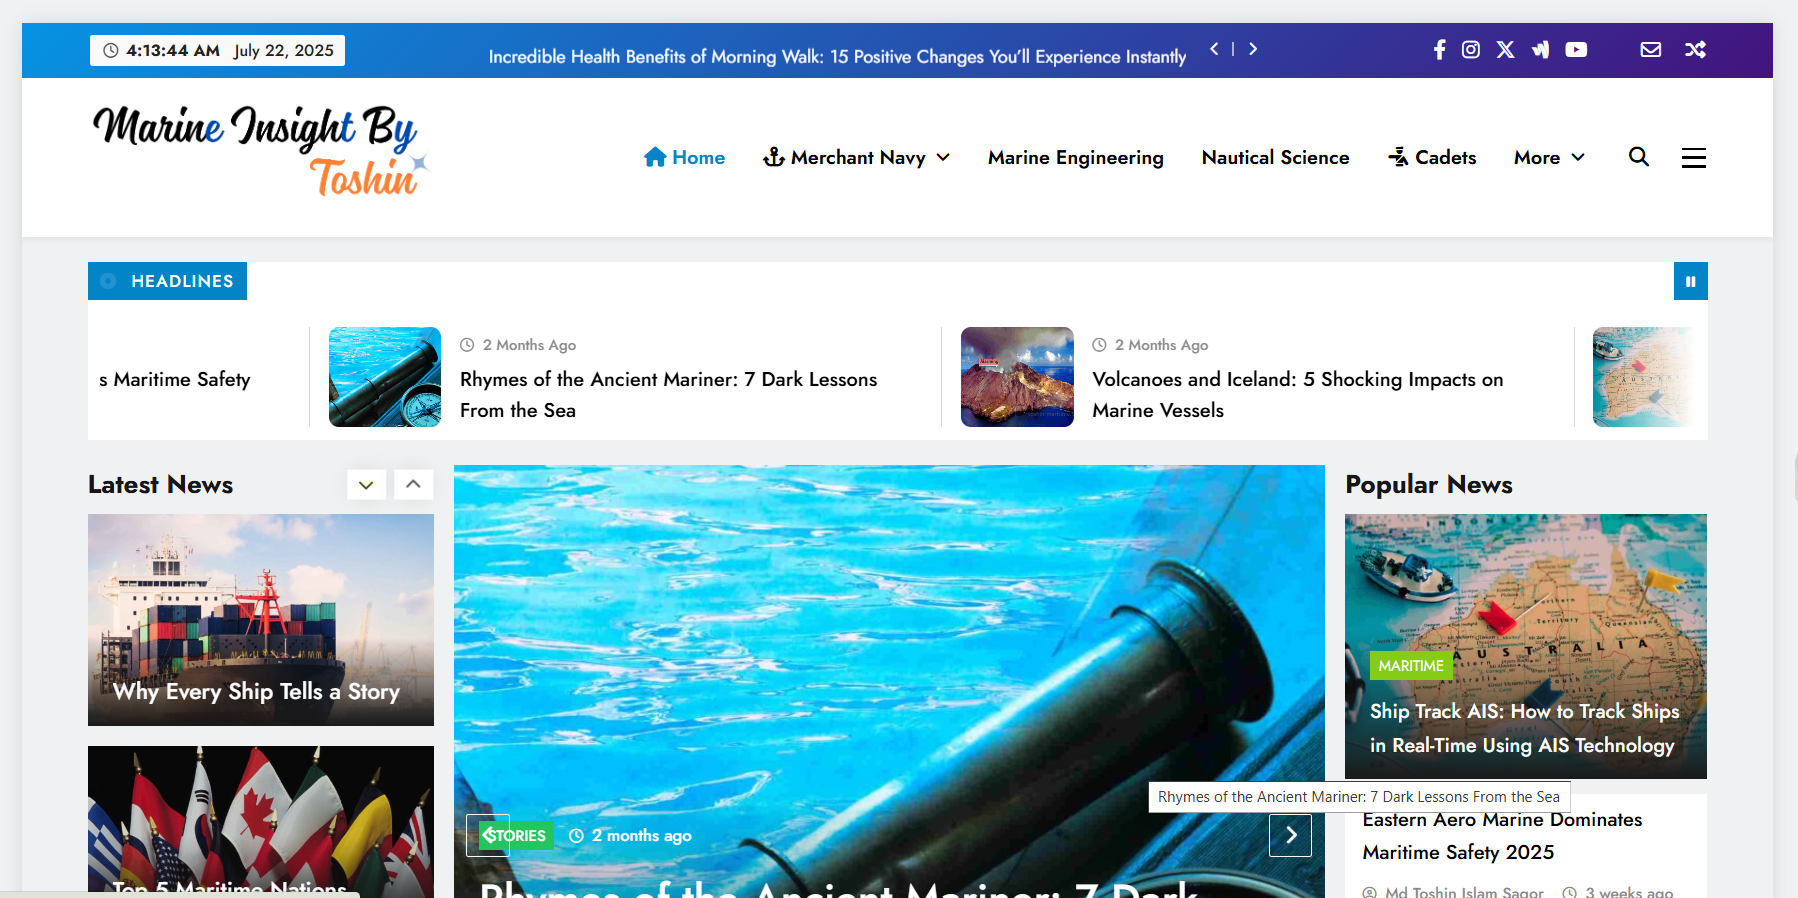 4:13:44 AM July 22, 2025
Incredible Health Benefits of Morning Walk: 15 Positive Changes You'll Experience Instantly
Marine Insight By
Toshin
Home
Merchant Navy
Marine Engineering
Nautical Science
Cadets
More
HEADLINES
s Maritime Safety
2 Months Ago
Rhymes of the Ancient Mariner: 7 Dark Lessons
From the Sea
2 Months Ago
Volcanoes and Iceland: 5 Shocking Impacts on
Marine Vessels
Latest News
Why Every Ship Tells a Story
Top 5 Maritime Nations
STORIES
2 months ago
Rhymes of the Ancient Mariner: 7 Dark
Popular News
AUSTRALIA
MARITIME
Ship Track AIS: How to Track Ships
in Real-Time Using AIS Technology
Rhymes of the Ancient Mariner: 7 Dark Lessons From the Sea
Eastern Aero Marine Dominates
Maritime Safety 2025
Md Toshin Islam Sagor
3 weeks ago